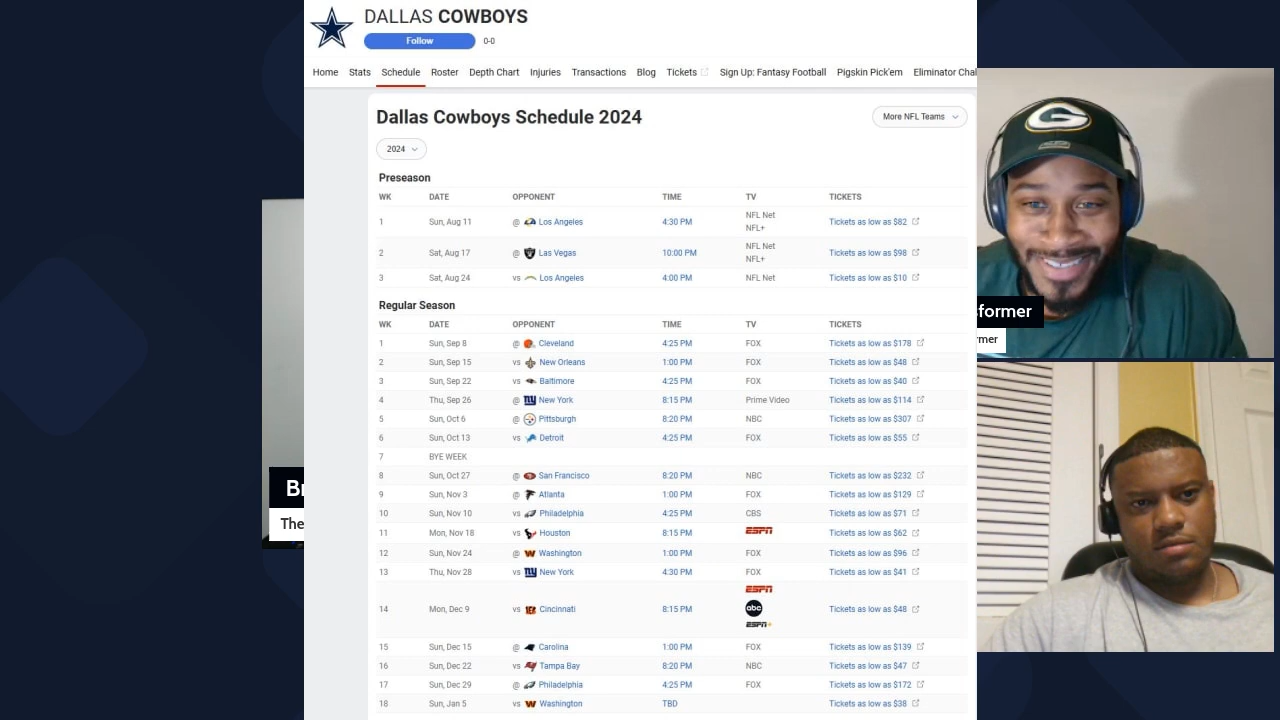 DALLAS COWBOYS
Follow 0-0
Home Stats Schedule Roster Depth Chart Injuries Transactions Blog Tickets Sign Up: Fantasy Football Pigskin Pick'em Eliminator Chal
Dallas Cowboys Schedule 2024
More NFL Teams
2024
Preseason
WK DATE OPPONENT TIME TV TICKETS
1 Sun, Aug 11 @ Los Angeles 4:30 PM NFL Net NFL+ Tickets as low as $82
2 Sat, Aug 17 @ Las Vegas 10:00 PM NFL Net NFL+ Tickets as low as $98
3 Sat, Aug 24 vs Los Angeles 4:00 PM NFL Net Tickets as low as $10
Regular Season
WK DATE OPPONENT TIME TV TICKETS
1 Sun, Sep 8 @ Cleveland 4:25 PM FOX Tickets as low as $178
2 Sun, Sep 15 vs New Orleans 1:00 PM FOX Tickets as low as $48
3 Sun, Sep 22 vs Baltimore 4:25 PM FOX Tickets as low as $40
4 Thu, Sep 26 @ New York 8:15 PM Prime Video Tickets as low as $114
5 Sun, Oct 6 @ Pittsburgh 8:20 PM NBC Tickets as low as $307
6 Sun, Oct 13 vs Detroit 4:25 PM FOX Tickets as low as $55
7 BYE WEEK
8 Sun, Oct 27 @ San Francisco 8:20 PM NBC Tickets as low as $232
9 Sun, Nov 3 @ Atlanta 1:00 PM FOX Tickets as low as $129
10 Sun, Nov 10 vs Philadelphia 4:25 PM CBS Tickets as low as $71
11 Mon, Nov 18 vs Houston 8:15 PM ESPN Tickets as low as $62
12 Sun, Nov 24 @ Washington 1:00 PM FOX Tickets as low as $96
13 Thu, Nov 28 vs New York 4:30 PM FOX Tickets as low as $41
14 Mon, Dec 9 vs Cincinnati 8:15 PM ESPN abc ESPN+ Tickets as low as $48
15 Sun, Dec 15 @ Carolina 1:00 PM FOX Tickets as low as $139
16 Sun, Dec 22 vs Tampa Bay 8:20 PM NBC Tickets as low as $47
17 Sun, Dec 29 @ Philadelphia 4:25 PM FOX Tickets as low as $172
18 Sun, Jan 5 vs Washington TBD Tickets as low as $38
Br
The
G
sformer
rmer